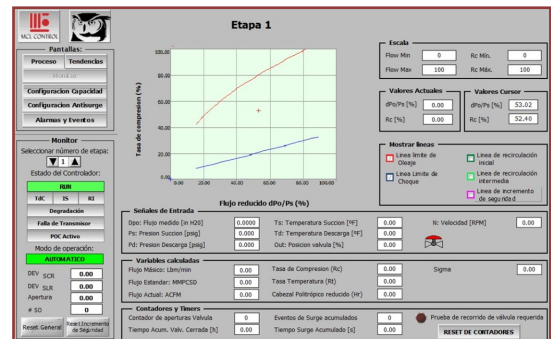 MCL CONTROL
Etapa 1
Pantallas:
Proceso Tendencias
Monitor
Configuracion Capacidad
Configuracion Antisurge
Alarmas y Eventos
Monitor
Seleccionar número de etapa:
1
Estado del Controlador:
RUN
TdC IS RI
Degradación
Falla de Transmisor
POC Activo
Modo de operación:
AUTOMATICO
DEV SCR 0.00
DEV SLR 0.00
Apertura 0.00
# SO 0
Reset General
Reset Incremento de Seguridad
Tasa de compresion (%)
100.00
80.00
60.00
40.00
20.00
0.00
0.00 20.00 40.00 60.00 80.00 100.00
Flujo reducido dPo/Ps (%)
Escala
Flow Min 0 Rc Mín. 0
Flow Max 100 Rc Máx. 100
Valores Actuales
dPo/Ps [%] 0.00
Rc [%] 0.00
Valores Cursor
dPo/Ps [%] 53.02
Rc [%] 52.40
Mostrar lineas
Linea limite de Oleaje
Linea Limite de Choque
Linea de recirculación inicial
Linea de recirculación intermedia
Linea de incremento de seguridad
Señales de Entrada
Dpo: Flujo medido [in H20] 0.0000 Ts: Temperatura Succion [ºF] 0.00 N: Velocidad [RPM] 0.00
Ps: Presion Succion [psig] 0.000 Td: Temperatura Descarga [ºF] 0.00
Pd: Presion Descarga [psig] 0.000 Out: Posicion valvula [%] 0.00
Variables calculadas
Flujo Másico: Lbm/min 0.00 Tasa de Compresion (Rc) 0.00 Sigma 0.00
Flujo Estandar: MMPCSD 0.00 Tasa Temperatura (Rt) 0.00
Flujo Actual: ACFM 0.00 Cabezal Politrópico reducido (Hr) 0.00
Contadores y Timers
Contador de aperturas Valvula 0 Eventos de Surge acumulados 0 Prueba de recorrido de válvula requerida
Tiempo Acum. Valv. Cerrada [h] 0.00 Tiempo Surge Acumulado [s] 0.00 RESET DE CONTADORES